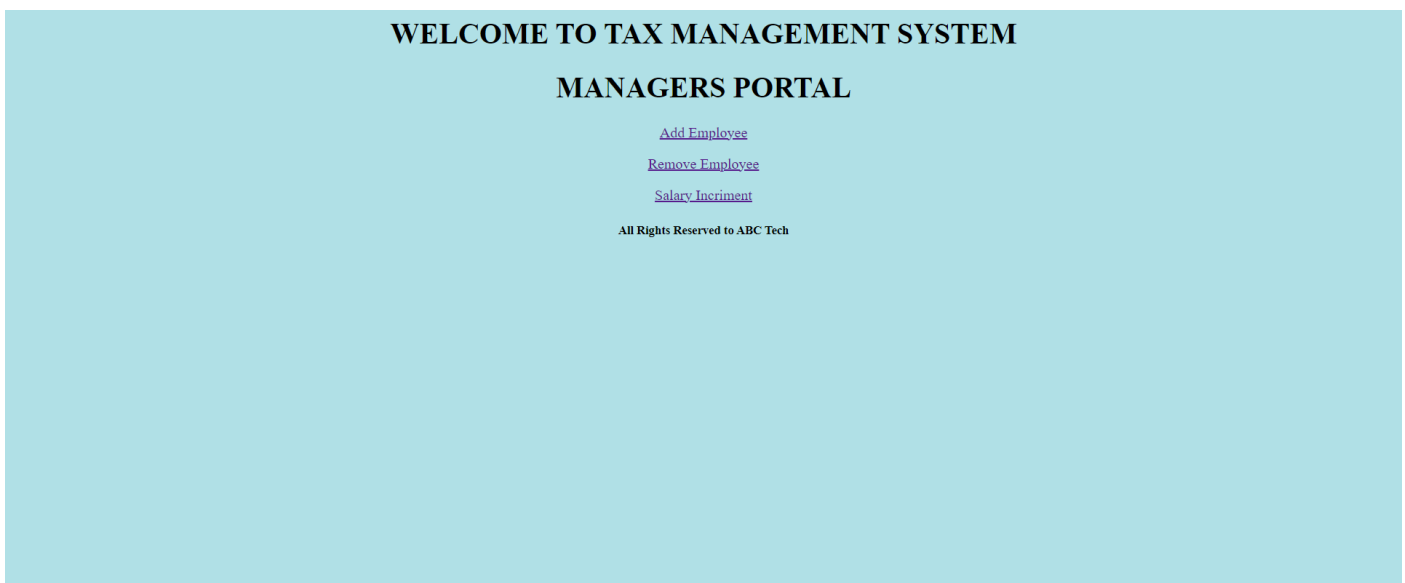 WELCOME TO TAX MANAGEMENT SYSTEM
MANAGERS PORTAL
Add Employee
Remove Employee
Salary Incriment
All Rights Reserved to ABC Tech